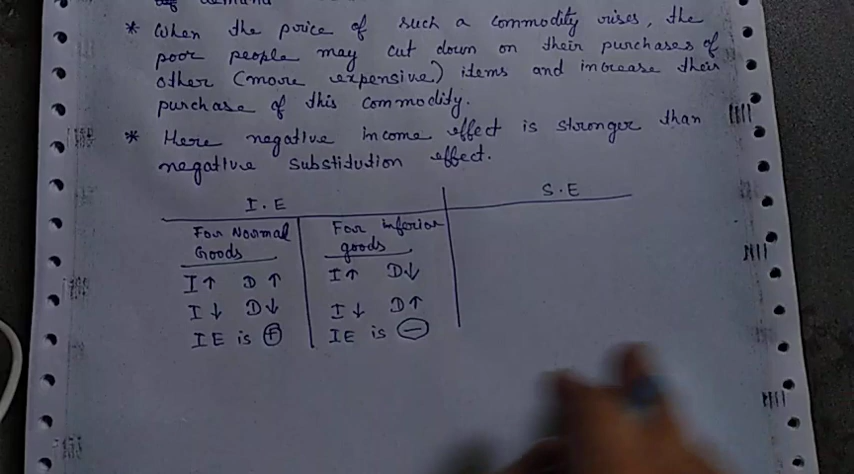 of demand
* When the price of such a commodity rises, the
poor people may cut down on their purchases of
other (more expensive) items and increase their
purchase of this commodity.
* Here negative income effect is stronger than
negative substitution effect.
I.E
S.E
For Normal
Goods
I↑ D↑
I↓ D↓
IE is +
For inferior
goods
I↑ D↓
I↓ D↑
IE is −